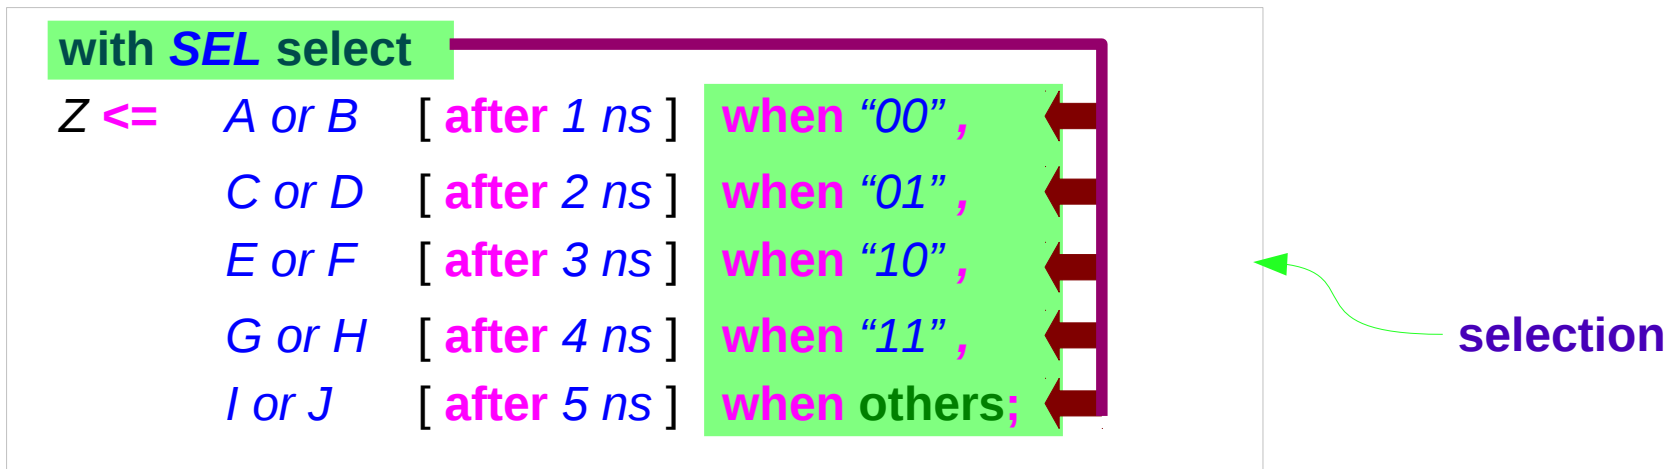 with SEL select
Z <= A or B [ after 1 ns ] when “00” ,
C or D [ after 2 ns ] when “01” ,
E or F [ after 3 ns ] when “10” ,
G or H [ after 4 ns ] when “11” ,
I or J [ after 5 ns ] when others;
selection